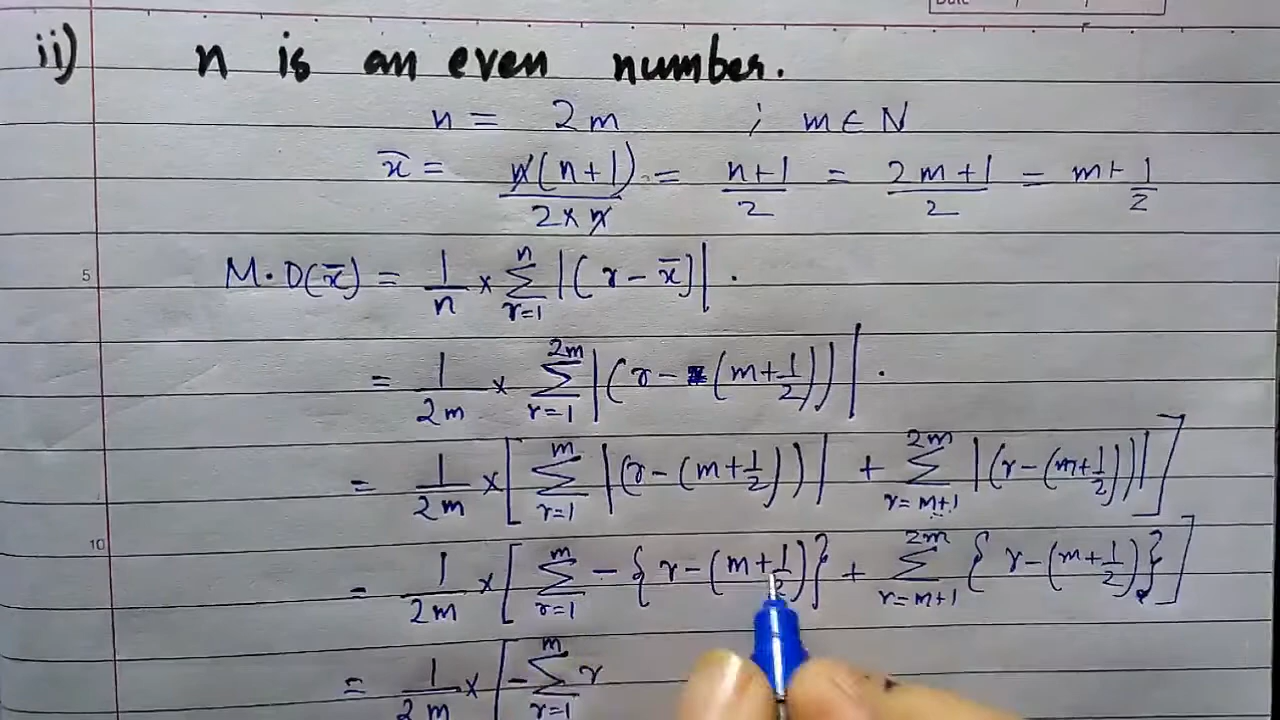 ii) n is an even number.
n = 2m ; m ∈ N
x̄ = n(n+1) / 2×n = n+1 / 2 = 2m+1 / 2 = m + 1/2
5
M.D(x̄) = 1/n × Σ_{r=1}^{n} |(r - x̄)| .
= 1/2m × Σ_{r=1}^{2m} |(r - (m+1/2))| .
= 1/2m × [ Σ_{r=1}^{m} |(r-(m+1/2))| + Σ_{r=m+1}^{2m} |(r-(m+1/2))| ]
10
= 1/2m × [ Σ_{r=1}^{m} -{r-(m+1/2)} + Σ_{r=m+1}^{2m} {r-(m+1/2)} ]
= 1/2m × [ -Σ_{r=1}^{m} r